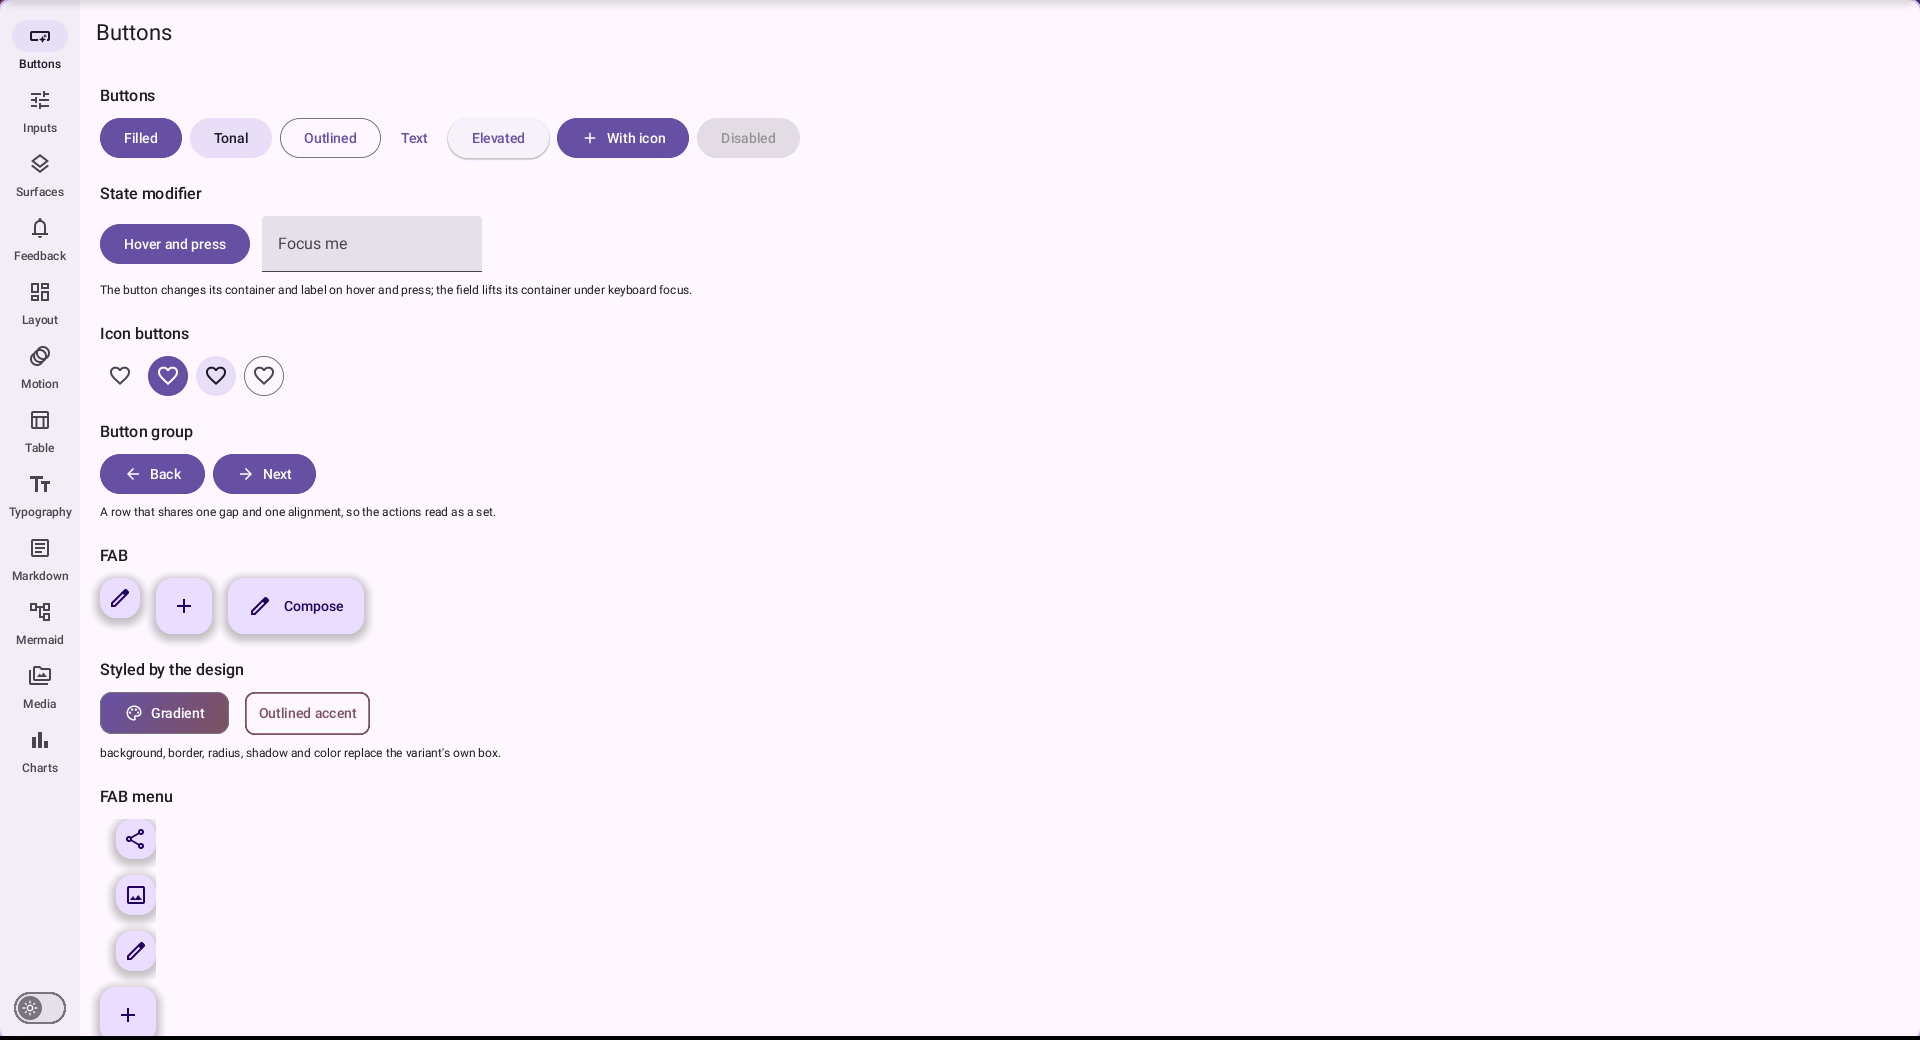 Buttons
Inputs
Surfaces
Feedback
Layout
Motion
Table
Typography
Markdown
Mermaid
Media
Charts
Buttons
Buttons
Filled Tonal Outlined Text Elevated With icon Disabled
State modifier
Hover and press Focus me
The button changes its container and label on hover and press; the field lifts its container under keyboard focus.
Icon buttons
Button group
Back Next
A row that shares one gap and one alignment, so the actions read as a set.
FAB
Compose
Styled by the design
Gradient Outlined accent
background, border, radius, shadow and color replace the variant's own box.
FAB menu